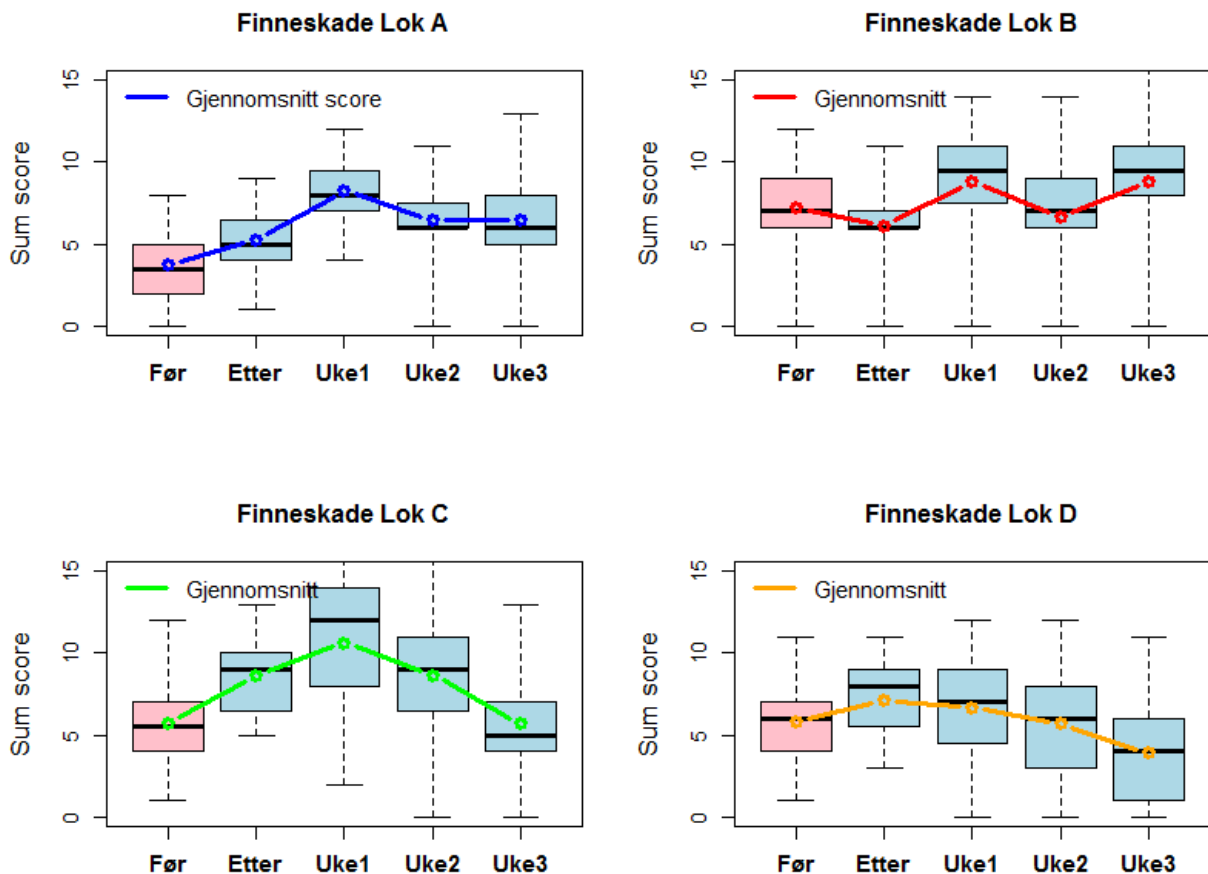 Finneskade Lok A
Gjennomsnitt score
Sum score
15
10
5
0
Før Etter Uke1 Uke2 Uke3
Finneskade Lok B
Gjennomsnitt
Sum score
15
10
5
0
Før Etter Uke1 Uke2 Uke3
Finneskade Lok C
Gjennomsnitt
Sum score
15
10
5
0
Før Etter Uke1 Uke2 Uke3
Finneskade Lok D
Gjennomsnitt
Sum score
15
10
5
0
Før Etter Uke1 Uke2 Uke3